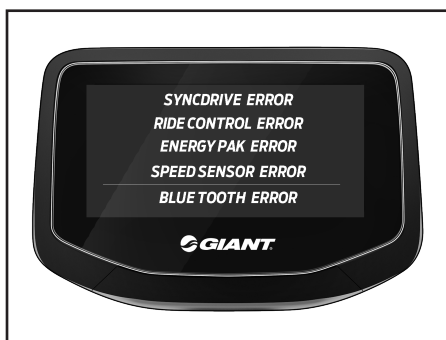 SYNCDRIVE ERROR
RIDE CONTROL ERROR
ENERGY PAK ERROR
SPEED SENSOR ERROR
BLUE TOOTH ERROR
GIANT